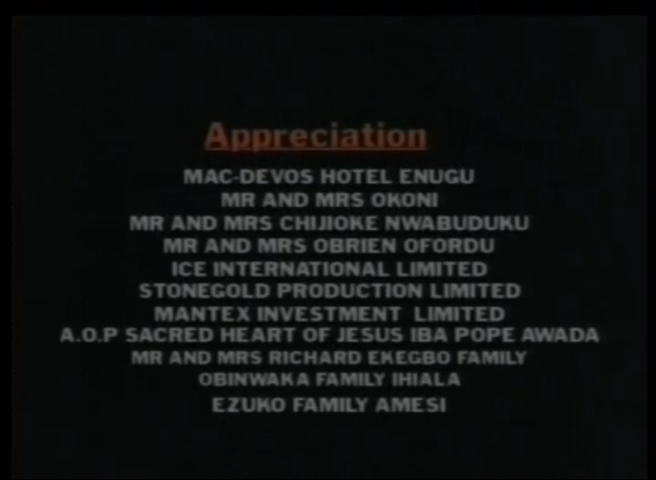 Appreciation
MAC-DEVOS HOTEL ENUGU
MR AND MRS OKONI
MR AND MRS CHIJIOKE NWABUDUKU
MR AND MRS OBRIEN OFORDU
ICE INTERNATIONAL LIMITED
STONEGOLD PRODUCTION LIMITED
MANTEX INVESTMENT LIMITED
A.O.P SACRED HEART OF JESUS IBA POPE AWADA
MR AND MRS RICHARD EKEGBO FAMILY
OBINWAKA FAMILY IHIALA
EZUKO FAMILY AMESI